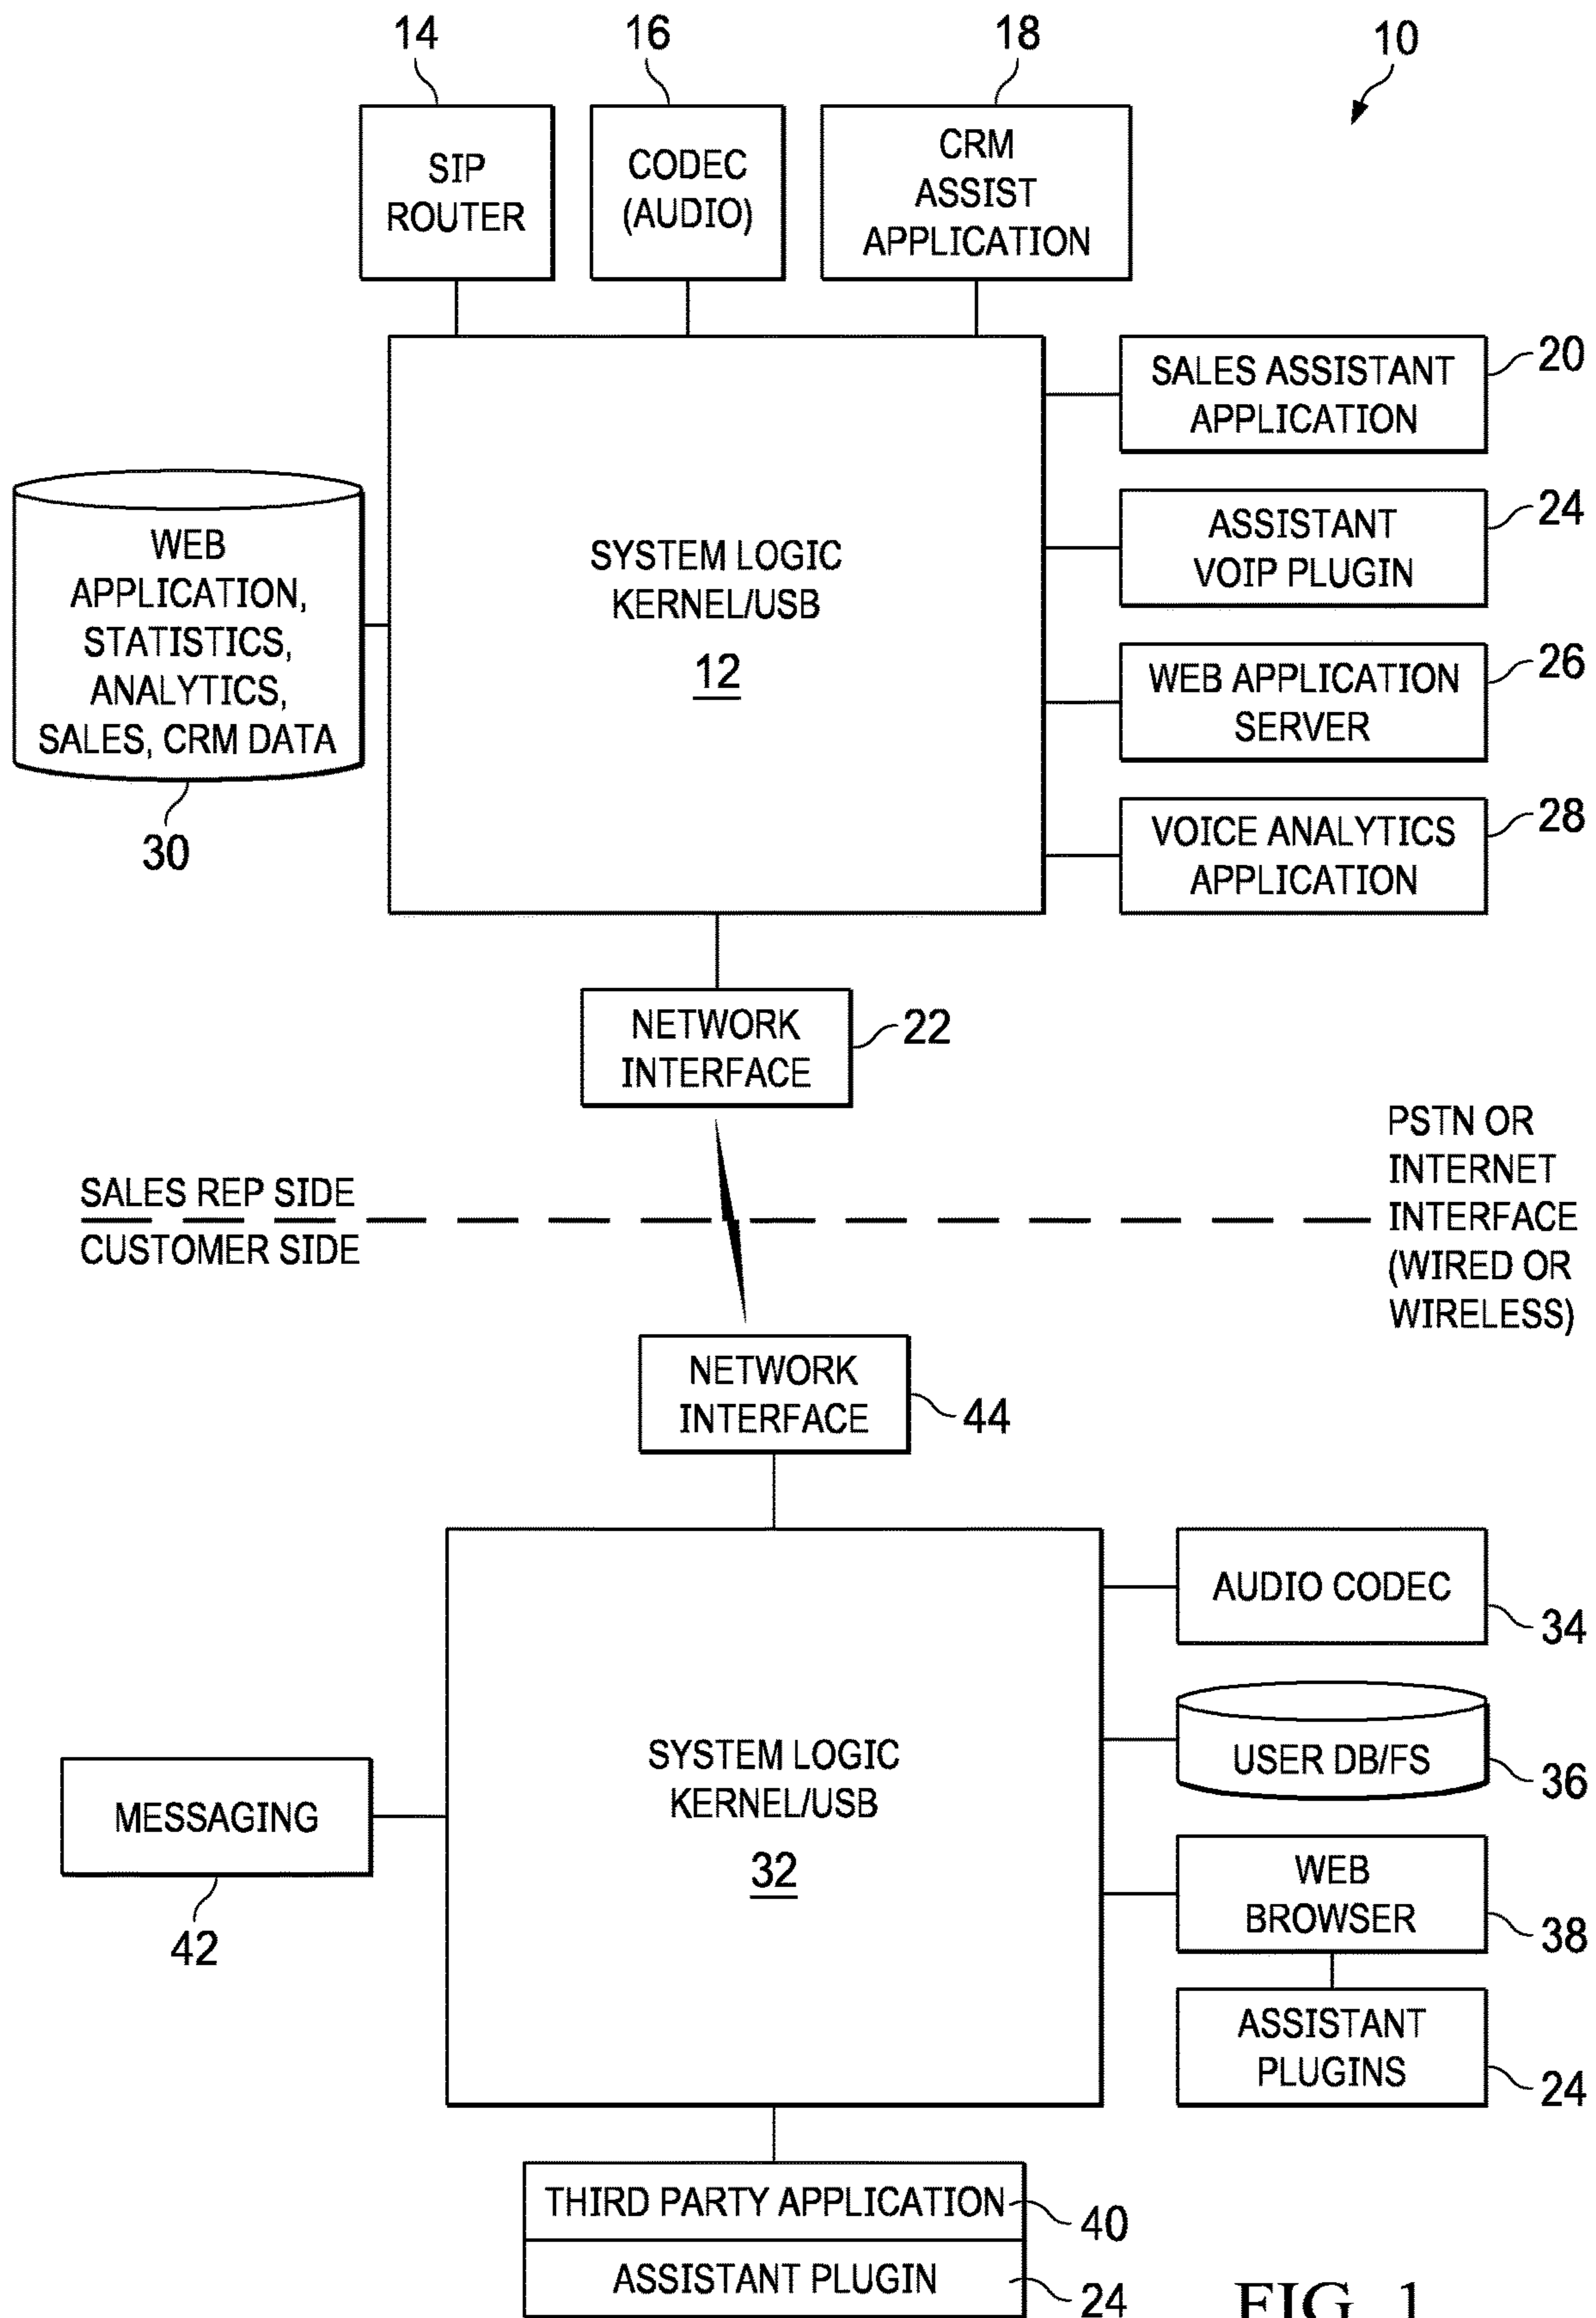 14
16
18
10
SIP
ROUTER
CODEC
(AUDIO)
CRM
ASSIST
APPLICATION
SYSTEM LOGIC
KERNEL/USB
12
SALES ASSISTANT
APPLICATION
20
ASSISTANT
VOIP PLUGIN
24
WEB APPLICATION
SERVER
26
VOICE ANALYTICS
APPLICATION
28
WEB
APPLICATION,
STATISTICS,
ANALYTICS,
SALES, CRM DATA
30
NETWORK
INTERFACE
22
SALES REP SIDE
CUSTOMER SIDE
PSTN OR
INTERNET
INTERFACE
(WIRED OR
WIRELESS)
NETWORK
INTERFACE
44
SYSTEM LOGIC
KERNEL/USB
32
AUDIO CODEC
34
USER DB/FS
36
WEB
BROWSER
38
ASSISTANT
PLUGINS
24
MESSAGING
42
THIRD PARTY APPLICATION
40
ASSISTANT PLUGIN
24
FIG. 1